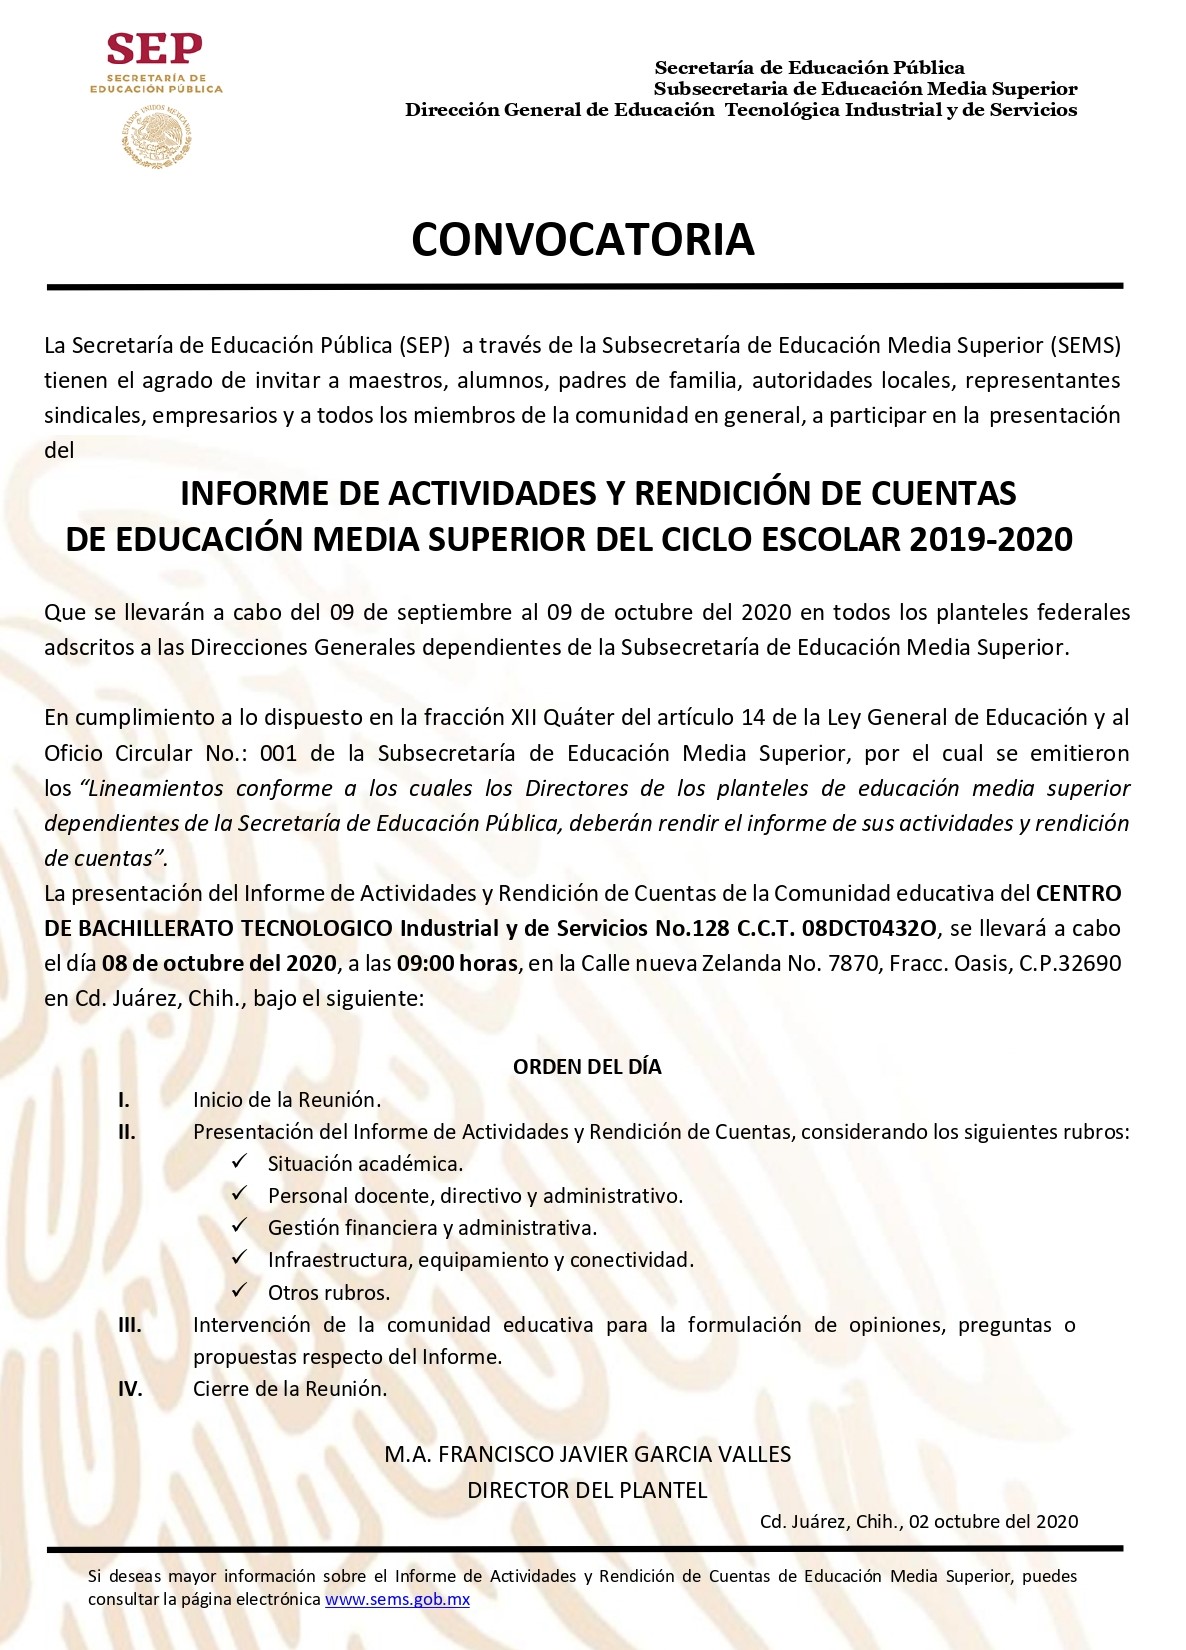 SEP
SECRETARÍA DE
EDUCACIÓN PÚBLICA
ESTADOS UNIDOS MEXICANOS
Secretaría de Educación Pública
Subsecretaria de Educación Media Superior
Dirección General de Educación Tecnológica Industrial y de Servicios
CONVOCATORIA
La Secretaría de Educación Pública (SEP) a través de la Subsecretaría de Educación Media Superior (SEMS)
tienen el agrado de invitar a maestros, alumnos, padres de familia, autoridades locales, representantes
sindicales, empresarios y a todos los miembros de la comunidad en general, a participar en la presentación
del
INFORME DE ACTIVIDADES Y RENDICIÓN DE CUENTAS
DE EDUCACIÓN MEDIA SUPERIOR DEL CICLO ESCOLAR 2019-2020
Que se llevarán a cabo del 09 de septiembre al 09 de octubre del 2020 en todos los planteles federales
adscritos a las Direcciones Generales dependientes de la Subsecretaría de Educación Media Superior.
En cumplimiento a lo dispuesto en la fracción XII Quáter del artículo 14 de la Ley General de Educación y al
Oficio Circular No.: 001 de la Subsecretaría de Educación Media Superior, por el cual se emitieron
los “Lineamientos conforme a los cuales los Directores de los planteles de educación media superior
dependientes de la Secretaría de Educación Pública, deberán rendir el informe de sus actividades y rendición
de cuentas”.
La presentación del Informe de Actividades y Rendición de Cuentas de la Comunidad educativa del CENTRO
DE BACHILLERATO TECNOLOGICO Industrial y de Servicios No.128 C.C.T. 08DCT0432O, se llevará a cabo
el día 08 de octubre del 2020, a las 09:00 horas, en la Calle nueva Zelanda No. 7870, Fracc. Oasis, C.P.32690
en Cd. Juárez, Chih., bajo el siguiente:
ORDEN DEL DÍA
I. Inicio de la Reunión.
II. Presentación del Informe de Actividades y Rendición de Cuentas, considerando los siguientes rubros:
✓ Situación académica.
✓ Personal docente, directivo y administrativo.
✓ Gestión financiera y administrativa.
✓ Infraestructura, equipamiento y conectividad.
✓ Otros rubros.
III. Intervención de la comunidad educativa para la formulación de opiniones, preguntas o
propuestas respecto del Informe.
IV. Cierre de la Reunión.
M.A. FRANCISCO JAVIER GARCIA VALLES
DIRECTOR DEL PLANTEL
Cd. Juárez, Chih., 02 octubre del 2020
Si deseas mayor información sobre el Informe de Actividades y Rendición de Cuentas de Educación Media Superior, puedes
consultar la página electrónica www.sems.gob.mx